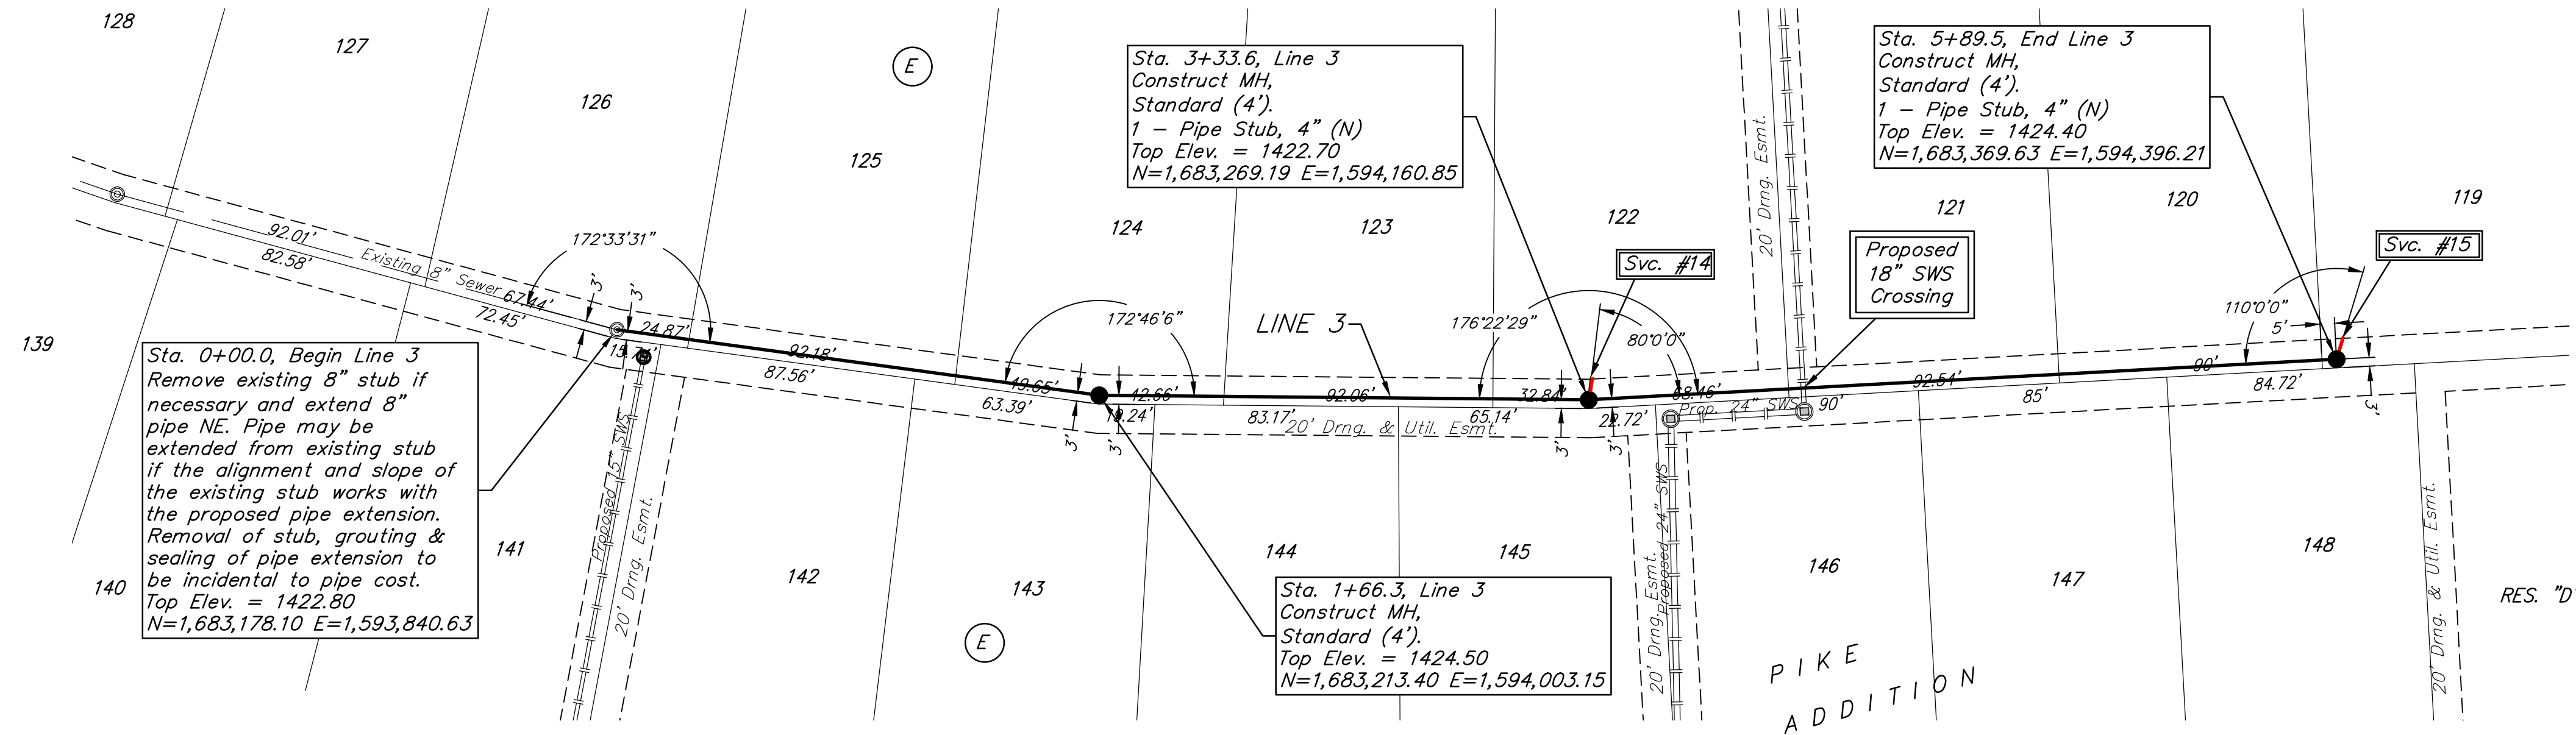 128
127
126
E
125
124
123
122
121
120
119
139
140
141
142
143
144
145
146
147
148
RES. "D
Sta. 3+33.6, Line 3
Construct MH,
Standard (4').
1 - Pipe Stub, 4" (N)
Top Elev. = 1422.70
N=1,683,269.19 E=1,594,160.85
Sta. 5+89.5, End Line 3
Construct MH,
Standard (4').
1 - Pipe Stub, 4" (N)
Top Elev. = 1424.40
N=1,683,369.63 E=1,594,396.21
Svc. #14
Svc. #15
Proposed
18" SWS
Crossing
20' Drng. Esmt.
92.01'
82.58'
Existing 8" Sewer
67.44'
72.45'
172°33'31"
3'
3'
24.87'
92.18'
87.56'
49.65'
63.39'
172°46'6"
LINE 3
42.66'
92.06'
83.17'
65.14'
32.84'
22.72'
176°22'29"
80°0'0"
92.54'
90'
85'
90'
84.72'
110°0'0"
5'
3'
3'
3'
3'
3'
20' Drng. & Util. Esmt.
Prop. 24" SWS
Sta. 0+00.0, Begin Line 3
Remove existing 8" stub if
necessary and extend 8"
pipe NE. Pipe may be
extended from existing stub
if the alignment and slope of
the existing stub works with
the proposed pipe extension.
Removal of stub, grouting &
sealing of pipe extension to
be incidental to pipe cost.
Top Elev. = 1422.80
N=1,683,178.10 E=1,593,840.63
Proposed 15" SWS
20' Drng. Esmt.
E
Sta. 1+66.3, Line 3
Construct MH,
Standard (4').
Top Elev. = 1424.50
N=1,683,213.40 E=1,594,003.15
20' Drng. Esmt.
Proposed 24" SWS
20' Drng. & Util. Esmt.
PIKE
ADDITION